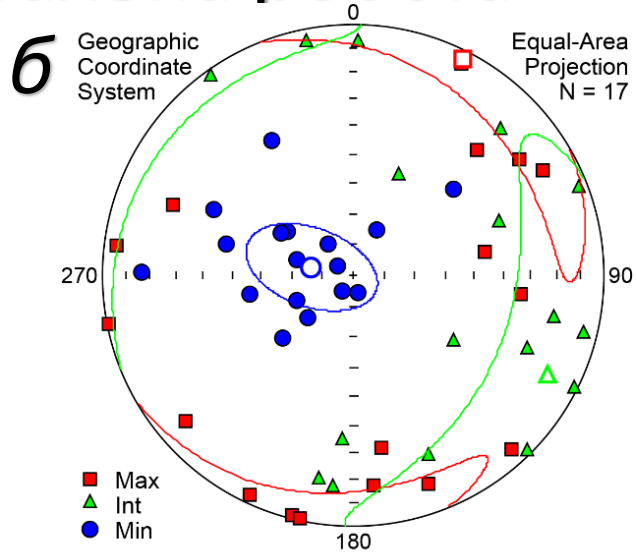 0
б
Geographic
Coordinate
System
Equal-Area
Projection
N = 17
270
90
Max
Int
Min
180